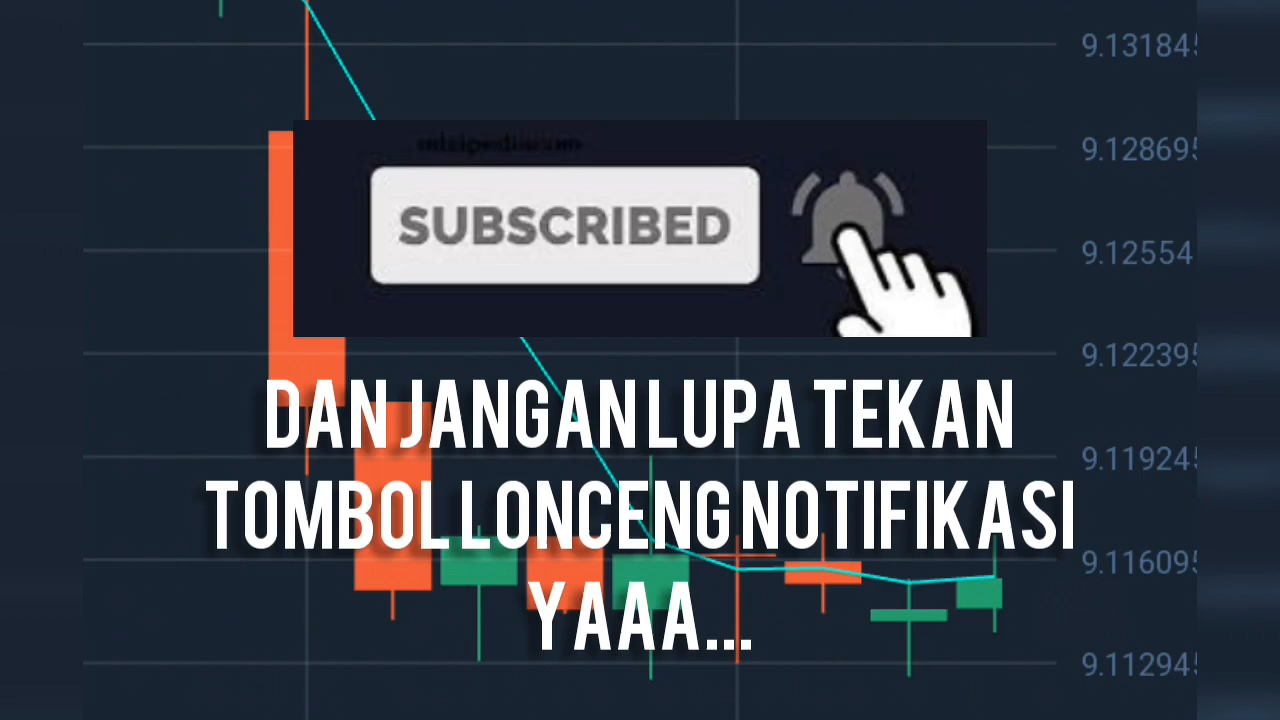 9.131845
9.128695
SUBSCRIBED
9.12554
9.122395
DAN JANGAN LUPA TEKAN
9.119245
TOMBOL LONCENG NOTIFIKASI
9.116095
YAAA...
9.112945